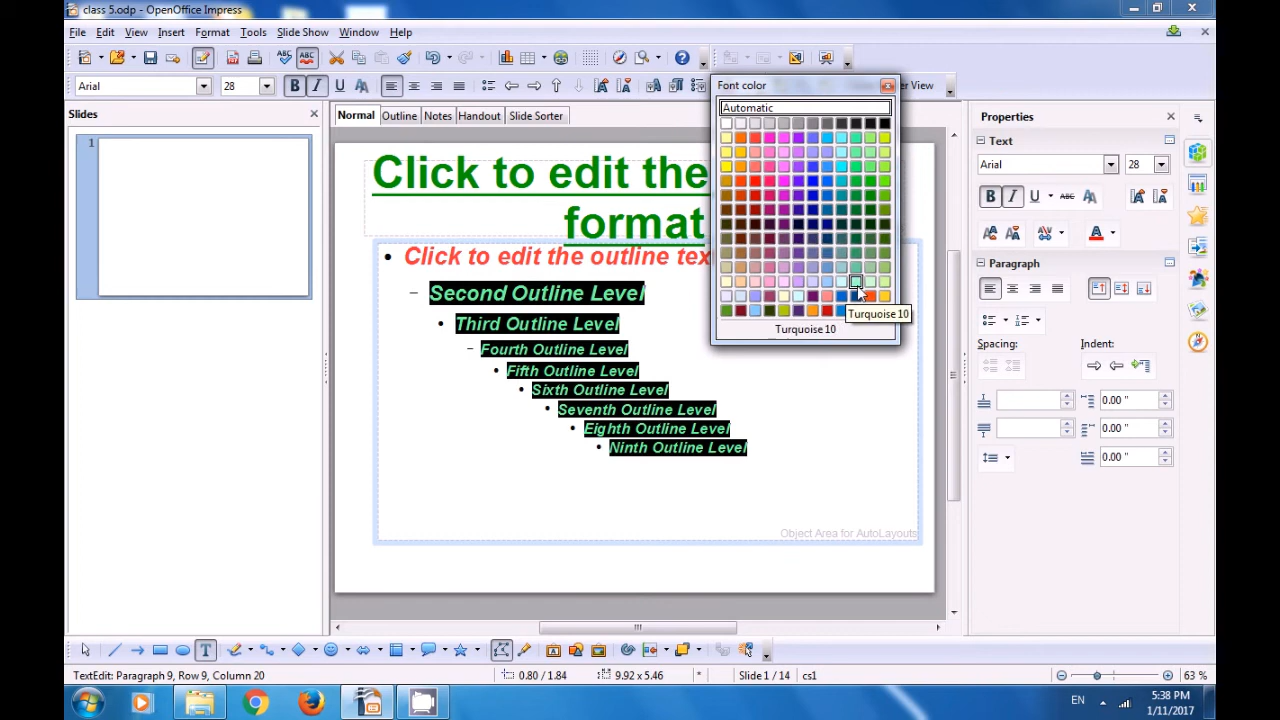 class 5.odp - OpenOffice Impress
File Edit View Insert Format Tools Slide Show Window Help
Arial 28 View
Font color
Automatic
Turquoise 10
Turquoise 10
Slides
1
Normal Outline Notes Handout Slide Sorter
Click to edit the
format
• Click to edit the outline tex
– Second Outline Level
• Third Outline Level
– Fourth Outline Level
• Fifth Outline Level
• Sixth Outline Level
• Seventh Outline Level
• Eighth Outline Level
• Ninth Outline Level
Object Area for AutoLayouts
Properties
Text
Arial 28
Paragraph
Spacing: Indent:
0.00 "
0.00 "
0.00 "
TextEdit: Paragraph 9, Row 9, Column 20 0.80 / 1.84 9.92 x 5.46 * Slide 1 / 14 cs1 63 %
EN 5:38 PM
1/11/2017